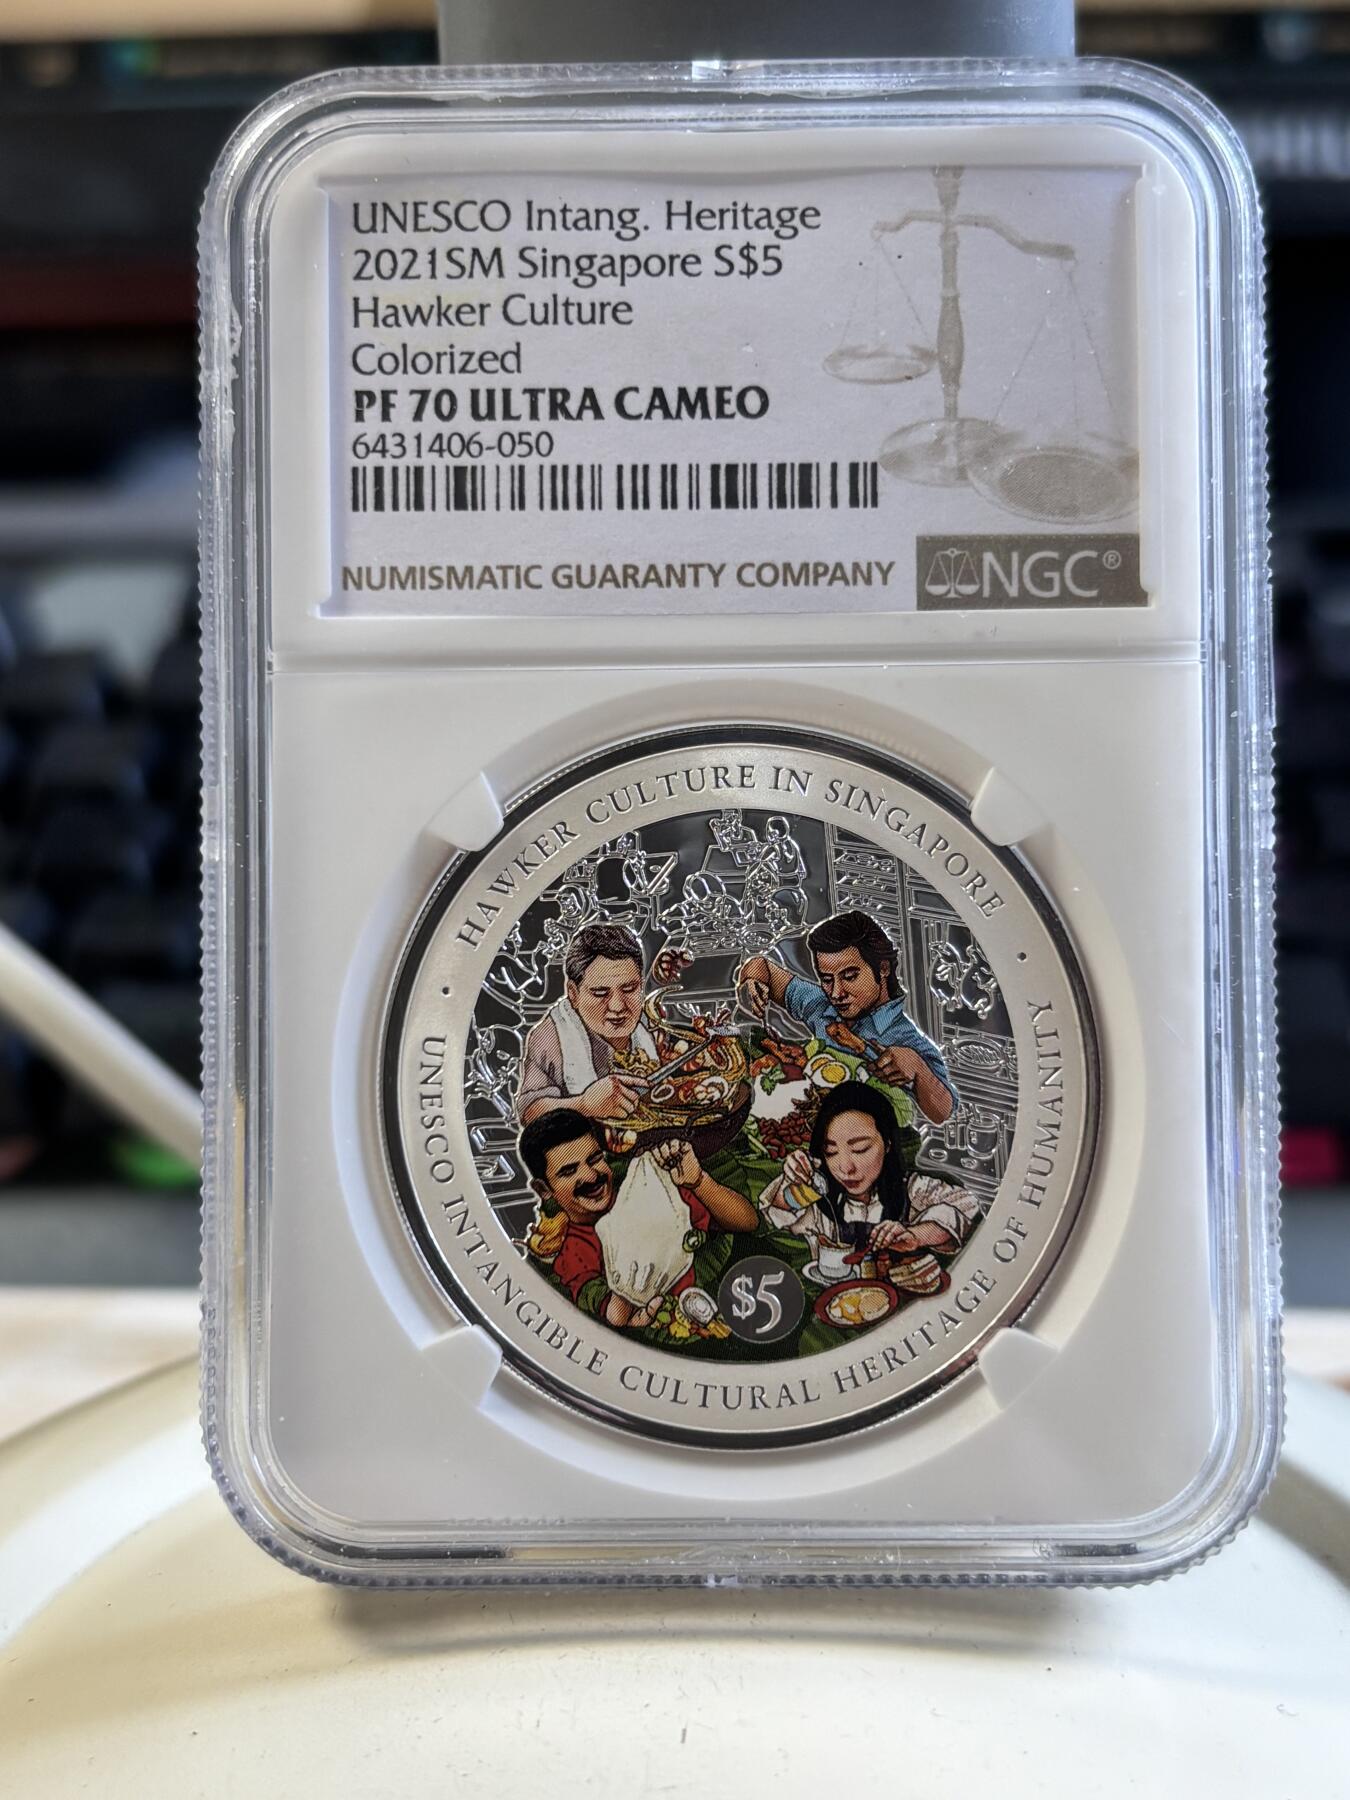 UNESCO Intang. Heritage
2021SM Singapore S$5
Hawker Culture
Colorized
PF 70 ULTRA CAMEO
6431406-050
NUMISMATIC GUARANTY COMPANY
NGC®
· HAWKER CULTURE IN SINGAPORE ·
UNESCO INTANGIBLE CULTURAL HERITAGE OF HUMANITY
$5